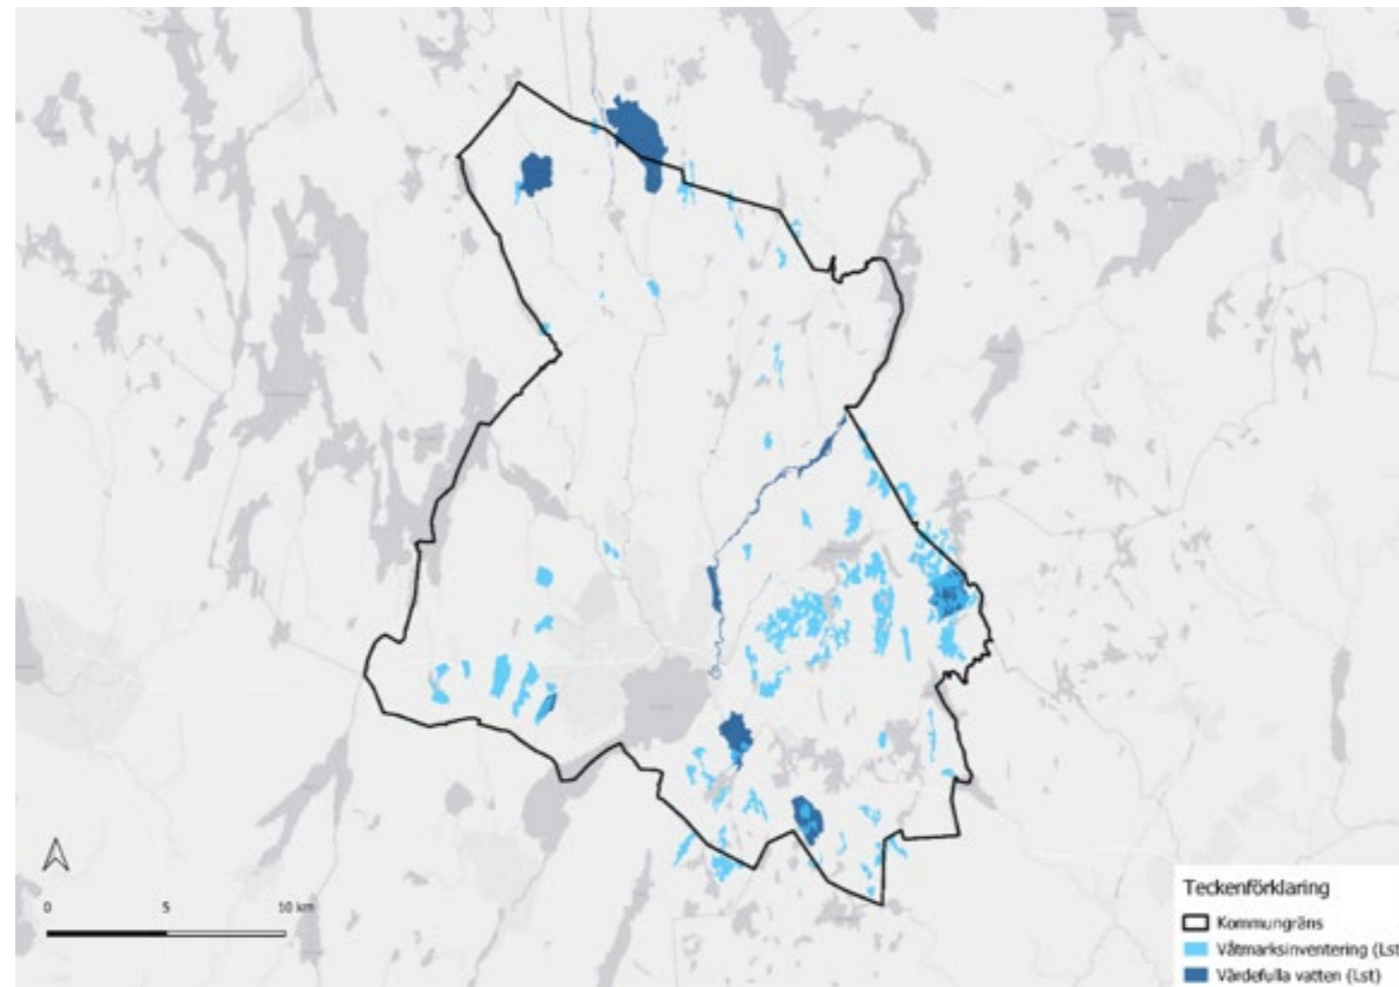 0 5 10 km
Teckenförklaring
Kommungräns
Våtmarksinventering (Lst
Värdefulla vatten (Lst)